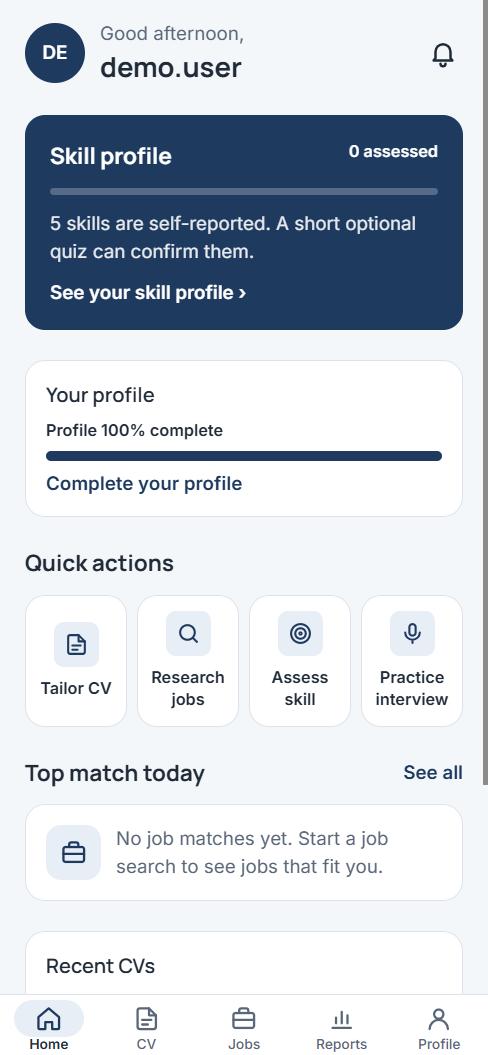 DE
Good afternoon,
demo.user
Skill profile
0 assessed
5 skills are self-reported. A short optional
quiz can confirm them.
See your skill profile ›
Your profile
Profile 100% complete
Complete your profile
Quick actions
Tailor CV
Research
jobs
Assess
skill
Practice
interview
Top match today
See all
No job matches yet. Start a job
search to see jobs that fit you.
Recent CVs
Home
CV
Jobs
Reports
Profile